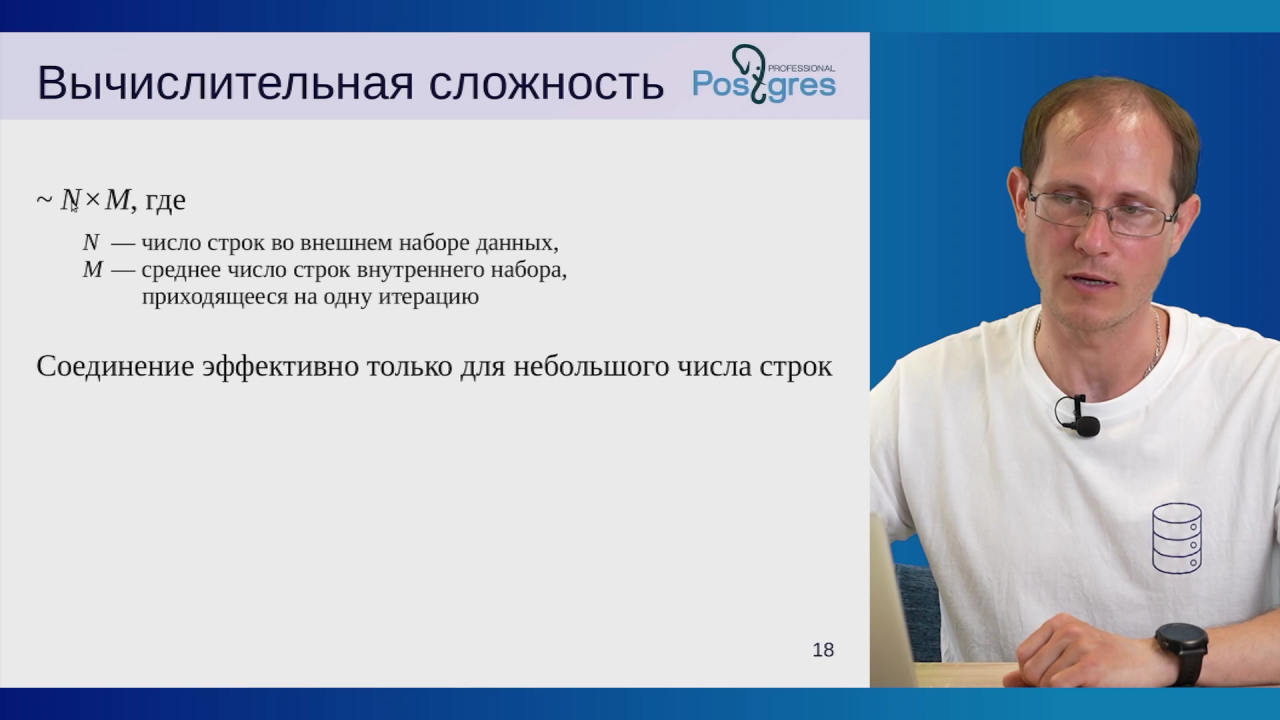 Вычислительная сложность
PROFESSIONAL
Postgres
~ N×M, где
N — число строк во внешнем наборе данных,
M — среднее число строк внутреннего набора,
приходящееся на одну итерацию
Соединение эффективно только для небольшого числа строк
18